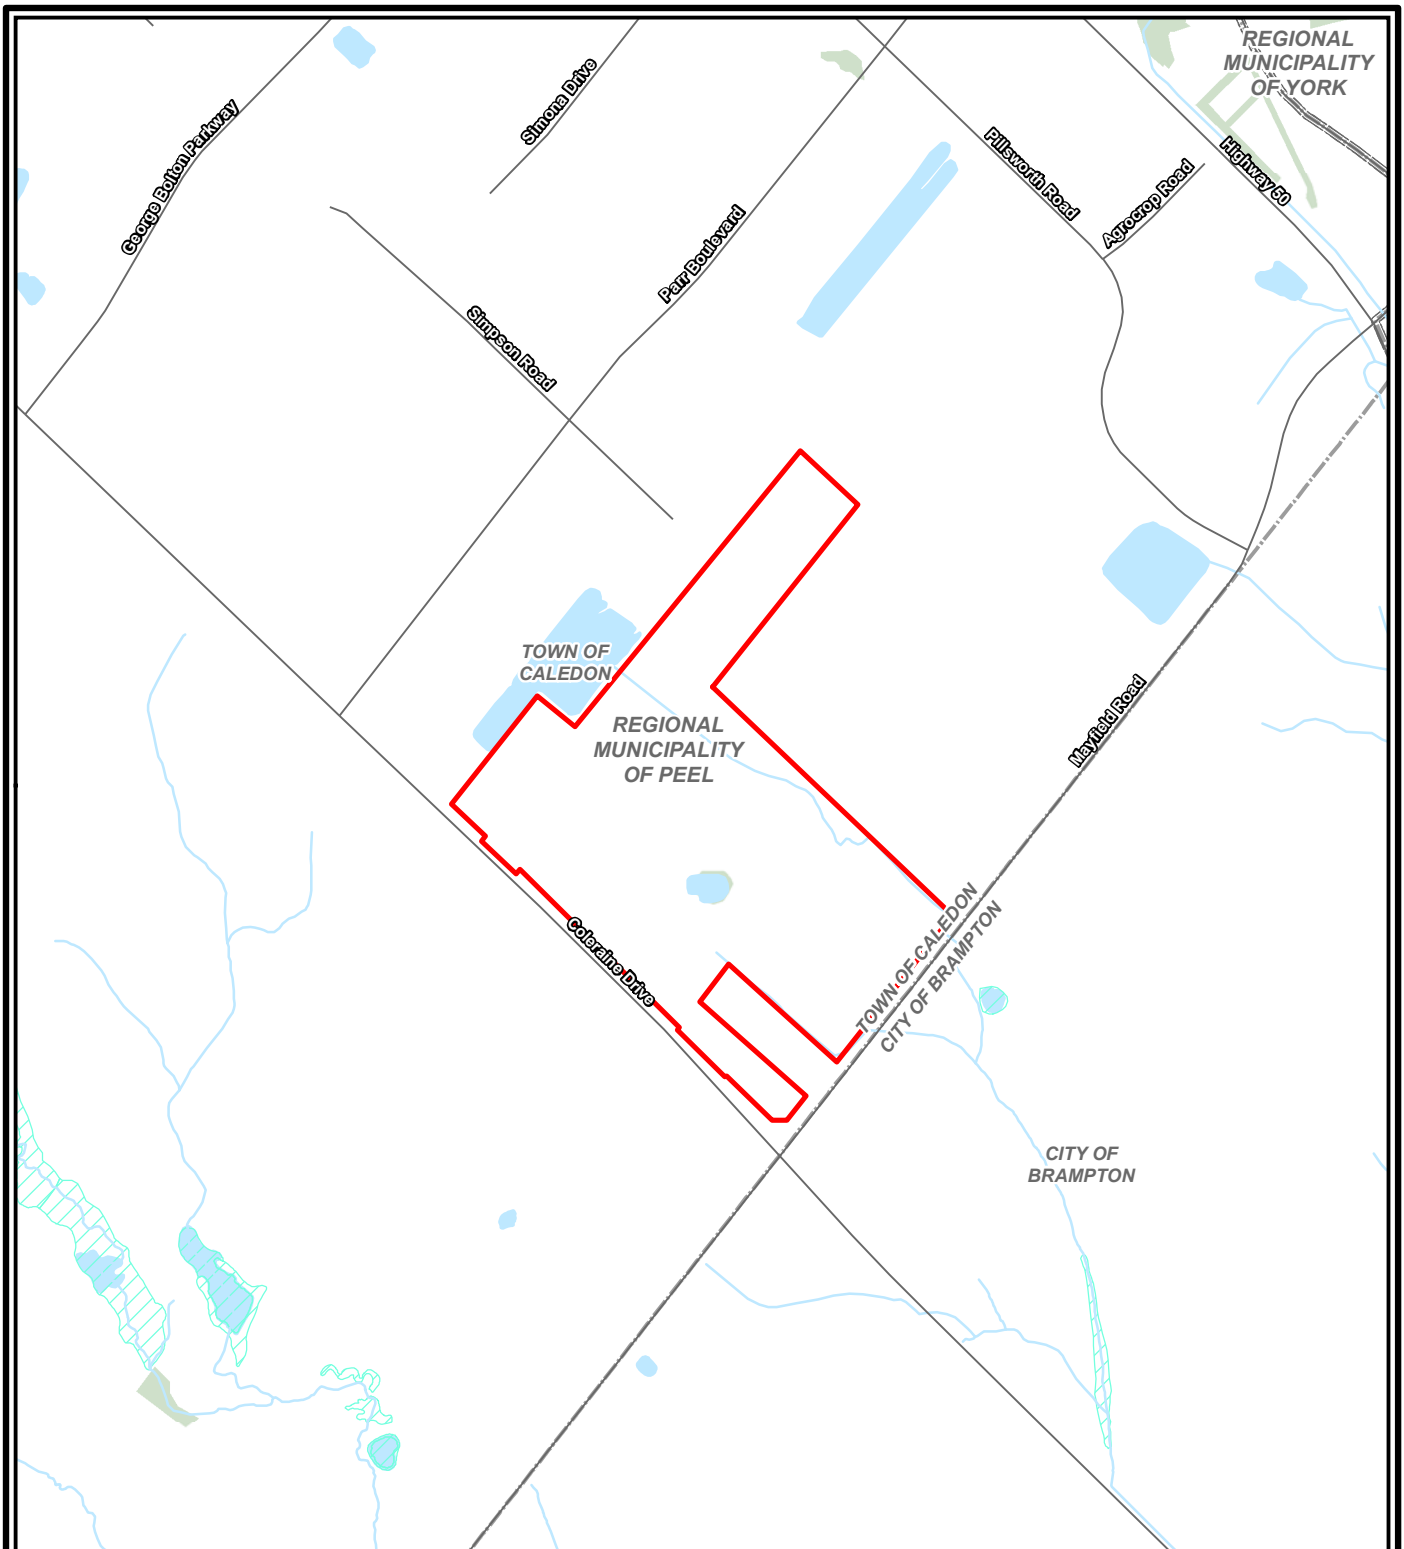 REGIONAL
MUNICIPALITY
OF YORK
Simona Drive
George Bolton Parkway
Pillsworth Road
Highway 50
Agrocrop Road
Parr Boulevard
Simpson Road
TOWN OF
CALEDON
REGIONAL
MUNICIPALITY
OF PEEL
Mayfield Road
Coleraine Drive
TOWN OF CALEDON
CITY OF BRAMPTON
CITY OF
BRAMPTON